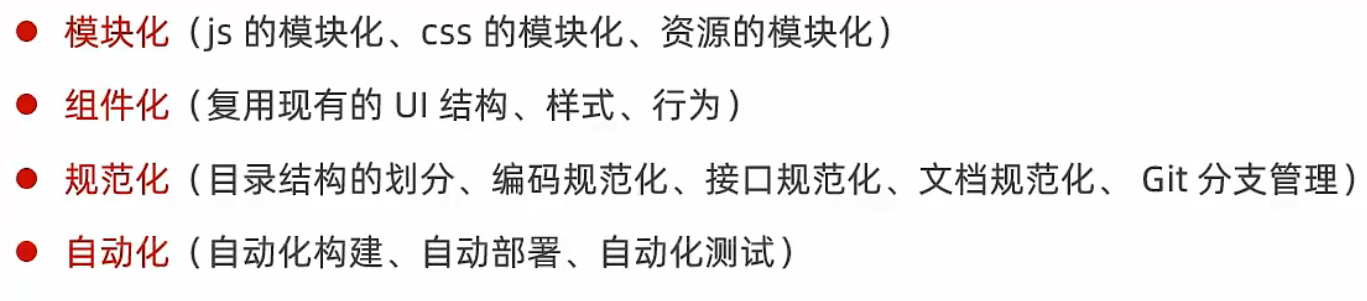 ● 模块化（js 的模块化、css 的模块化、资源的模块化）
● 组件化（复用现有的 UI 结构、样式、行为）
● 规范化（目录结构的划分、编码规范化、接口规范化、文档规范化、 Git 分支管理）
● 自动化（自动化构建、自动部署、自动化测试）